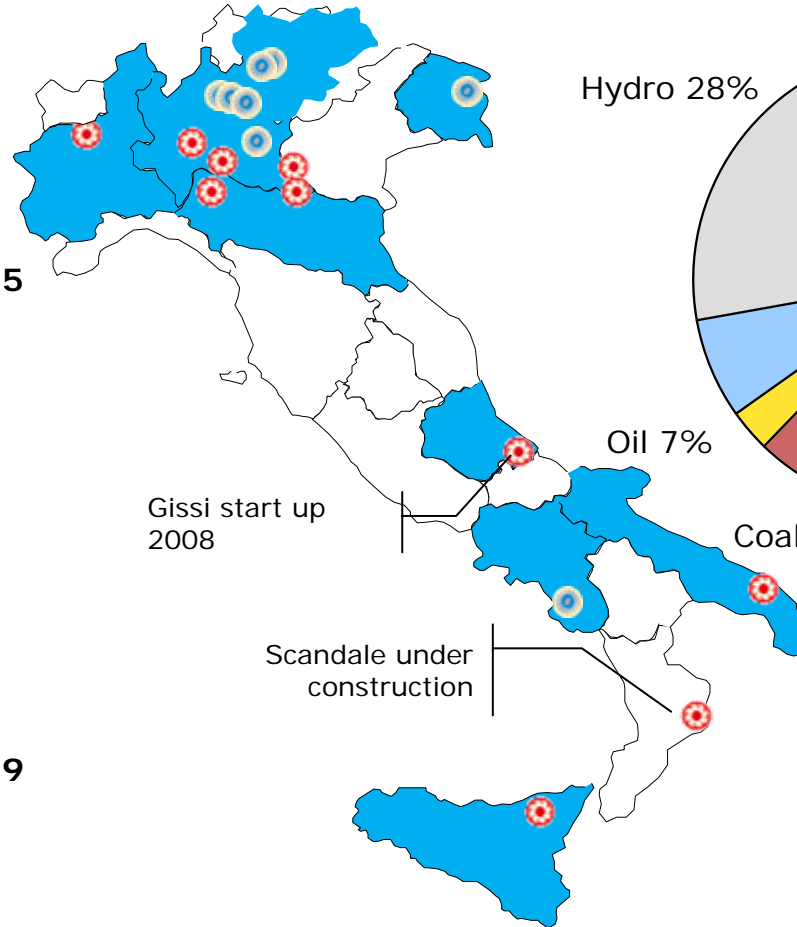 Hydro 28%
5
Oil 7%
Gissi start up
2008
Coal
Scandale under
construction
9